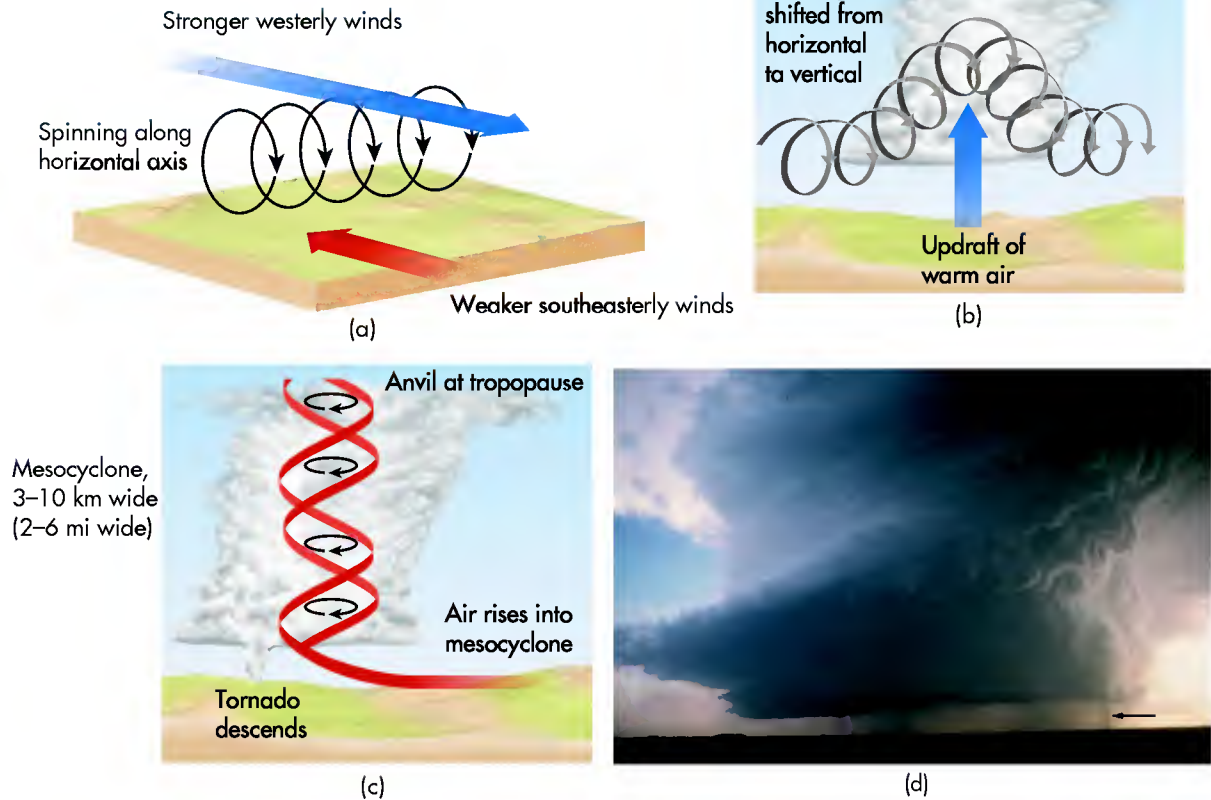 Stronger westerly winds
Spinning along
horizontal axis
Weaker southeasterly winds
(a)
shifted from
horizontal
ta vertical
Updraft of
warm air
(b)
Anvil at tropopause
Mesocyclone,
3–10 km wide
(2–6 mi wide)
Air rises into
mesocyclone
Tornado
descends
(c)
(d)